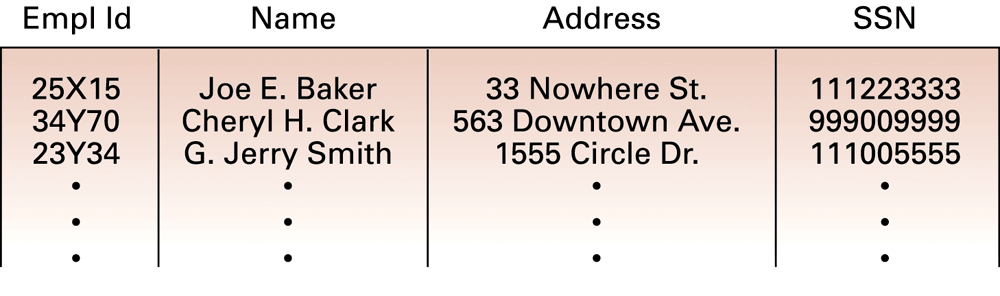 Empl Id Name Address SSN
25X15 Joe E. Baker 33 Nowhere St. 111223333
34Y70 Cheryl H. Clark 563 Downtown Ave. 999009999
23Y34 G. Jerry Smith 1555 Circle Dr. 111005555
• • • •
• • • •
• • • •